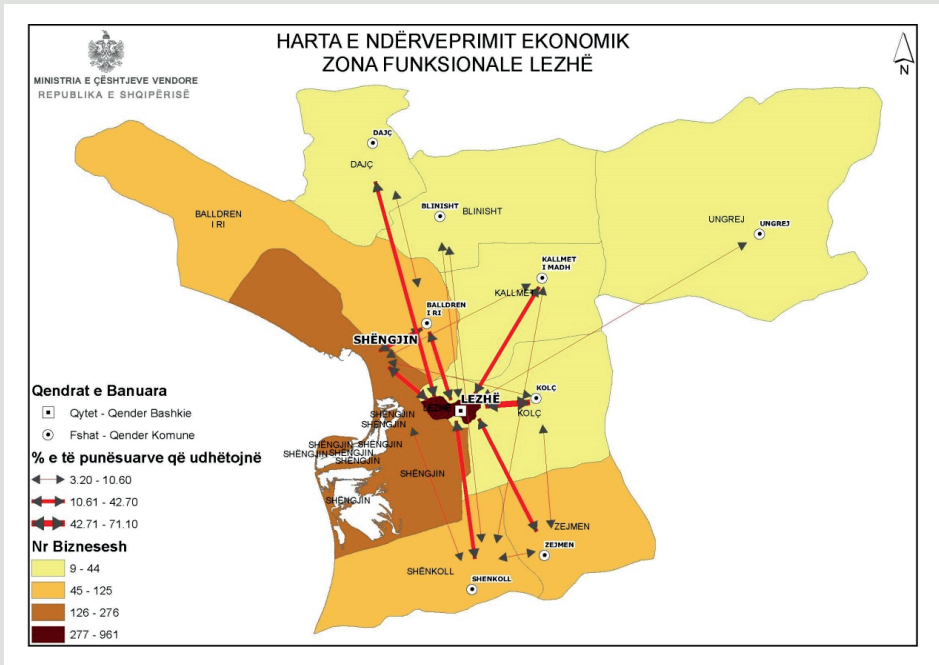 HARTA E NDËRVEPRIMIT EKONOMIK
ZONA FUNKSIONALE LEZHË
MINISTRIA E ÇËSHTJEVE VENDORE
REPUBLIKA E SHQIPËRISË
N
DAJÇ
DAJÇ
BLINISHT
BLINISHT
BALLDREN
I RI
UNGREJ
UNGREJ
KALLMET
I MADH
KALLMET
BALLDREN
I RI
SHËNGJIN
LEZHË
LEZHË
KOLÇ
KOLÇ
SHËNGJIN
SHËNGJIN
SHËNGJIN
SHËNGJIN
SHËNGJIN
SHËNGJIN
SHËNGJIN
SHËNGJIN
SHËNGJIN
ZEJMEN
ZEJMEN
SHËNKOLL
SHENKOLL
Qendrat e Banuara
Qytet - Qender Bashkie
Fshat - Qender Komune
% e të punësuarve që udhëtojnë
3.20 - 10.60
10.61 - 42.70
42.71 - 71.10
Nr Biznesesh
9 - 44
45 - 125
126 - 276
277 - 961